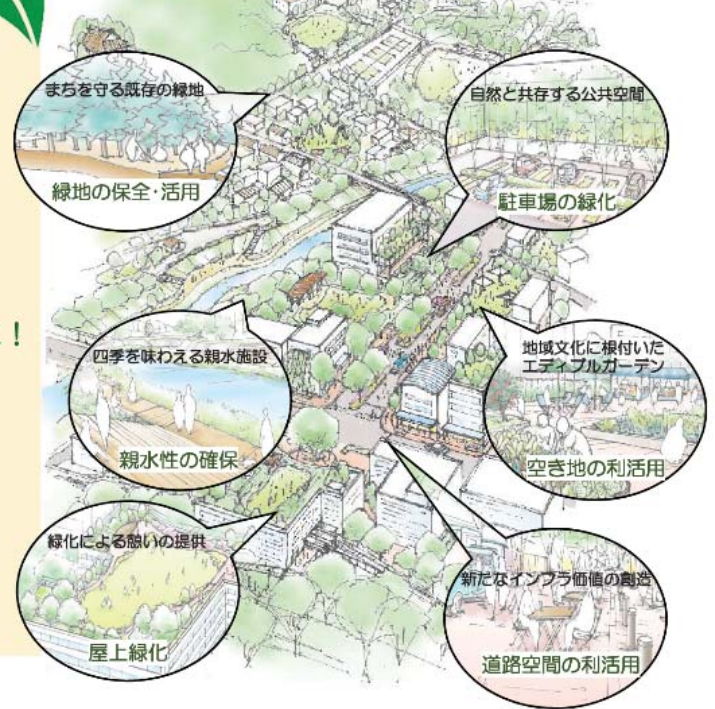 まちを守る既存の緑地
緑地の保全・活用
自然と共存する公共空間
駐車場の緑化
！
四季を味わえる親水施設
親水性の確保
地域文化に根付いた
エディブルガーデン
空き地の利活用
緑化による憩いの提供
屋上緑化
新たなインフラ価値の創造
道路空間の利活用